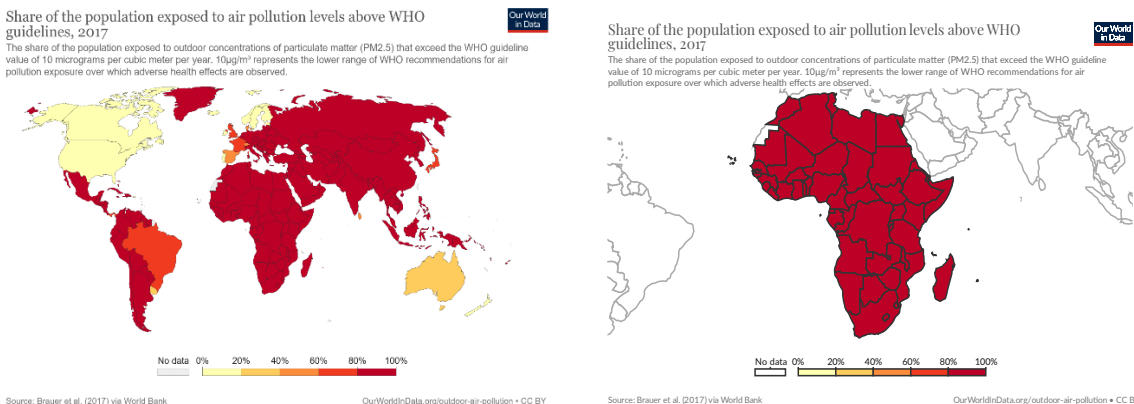 Share of the population exposed to air pollution levels above WHO
guidelines, 2017
Our World
in Data
The share of the population exposed to outdoor concentrations of particulate matter (PM2.5) that exceed the WHO guideline
value of 10 micrograms per cubic meter per year. 10µg/m³ represents the lower range of WHO recommendations for air
pollution exposure over which adverse health effects are observed.
No data
0%
20%
40%
60%
80%
100%
Source: Brauer et al. (2017) via World Bank
OurWorldInData.org/outdoor-air-pollution • CC BY
Share of the population exposed to air pollution levels above WHO
guidelines, 2017
Our World
in Data
The share of the population exposed to outdoor concentrations of particulate matter (PM2.5) that exceed the WHO guideline
value of 10 micrograms per cubic meter per year. 10µg/m³ represents the lower range of WHO recommendations for air
pollution exposure over which adverse health effects are observed.
No data
0%
20%
40%
60%
80%
100%
Source: Brauer et al. (2017) via World Bank
OurWorldInData.org/outdoor-air-pollution • CC B